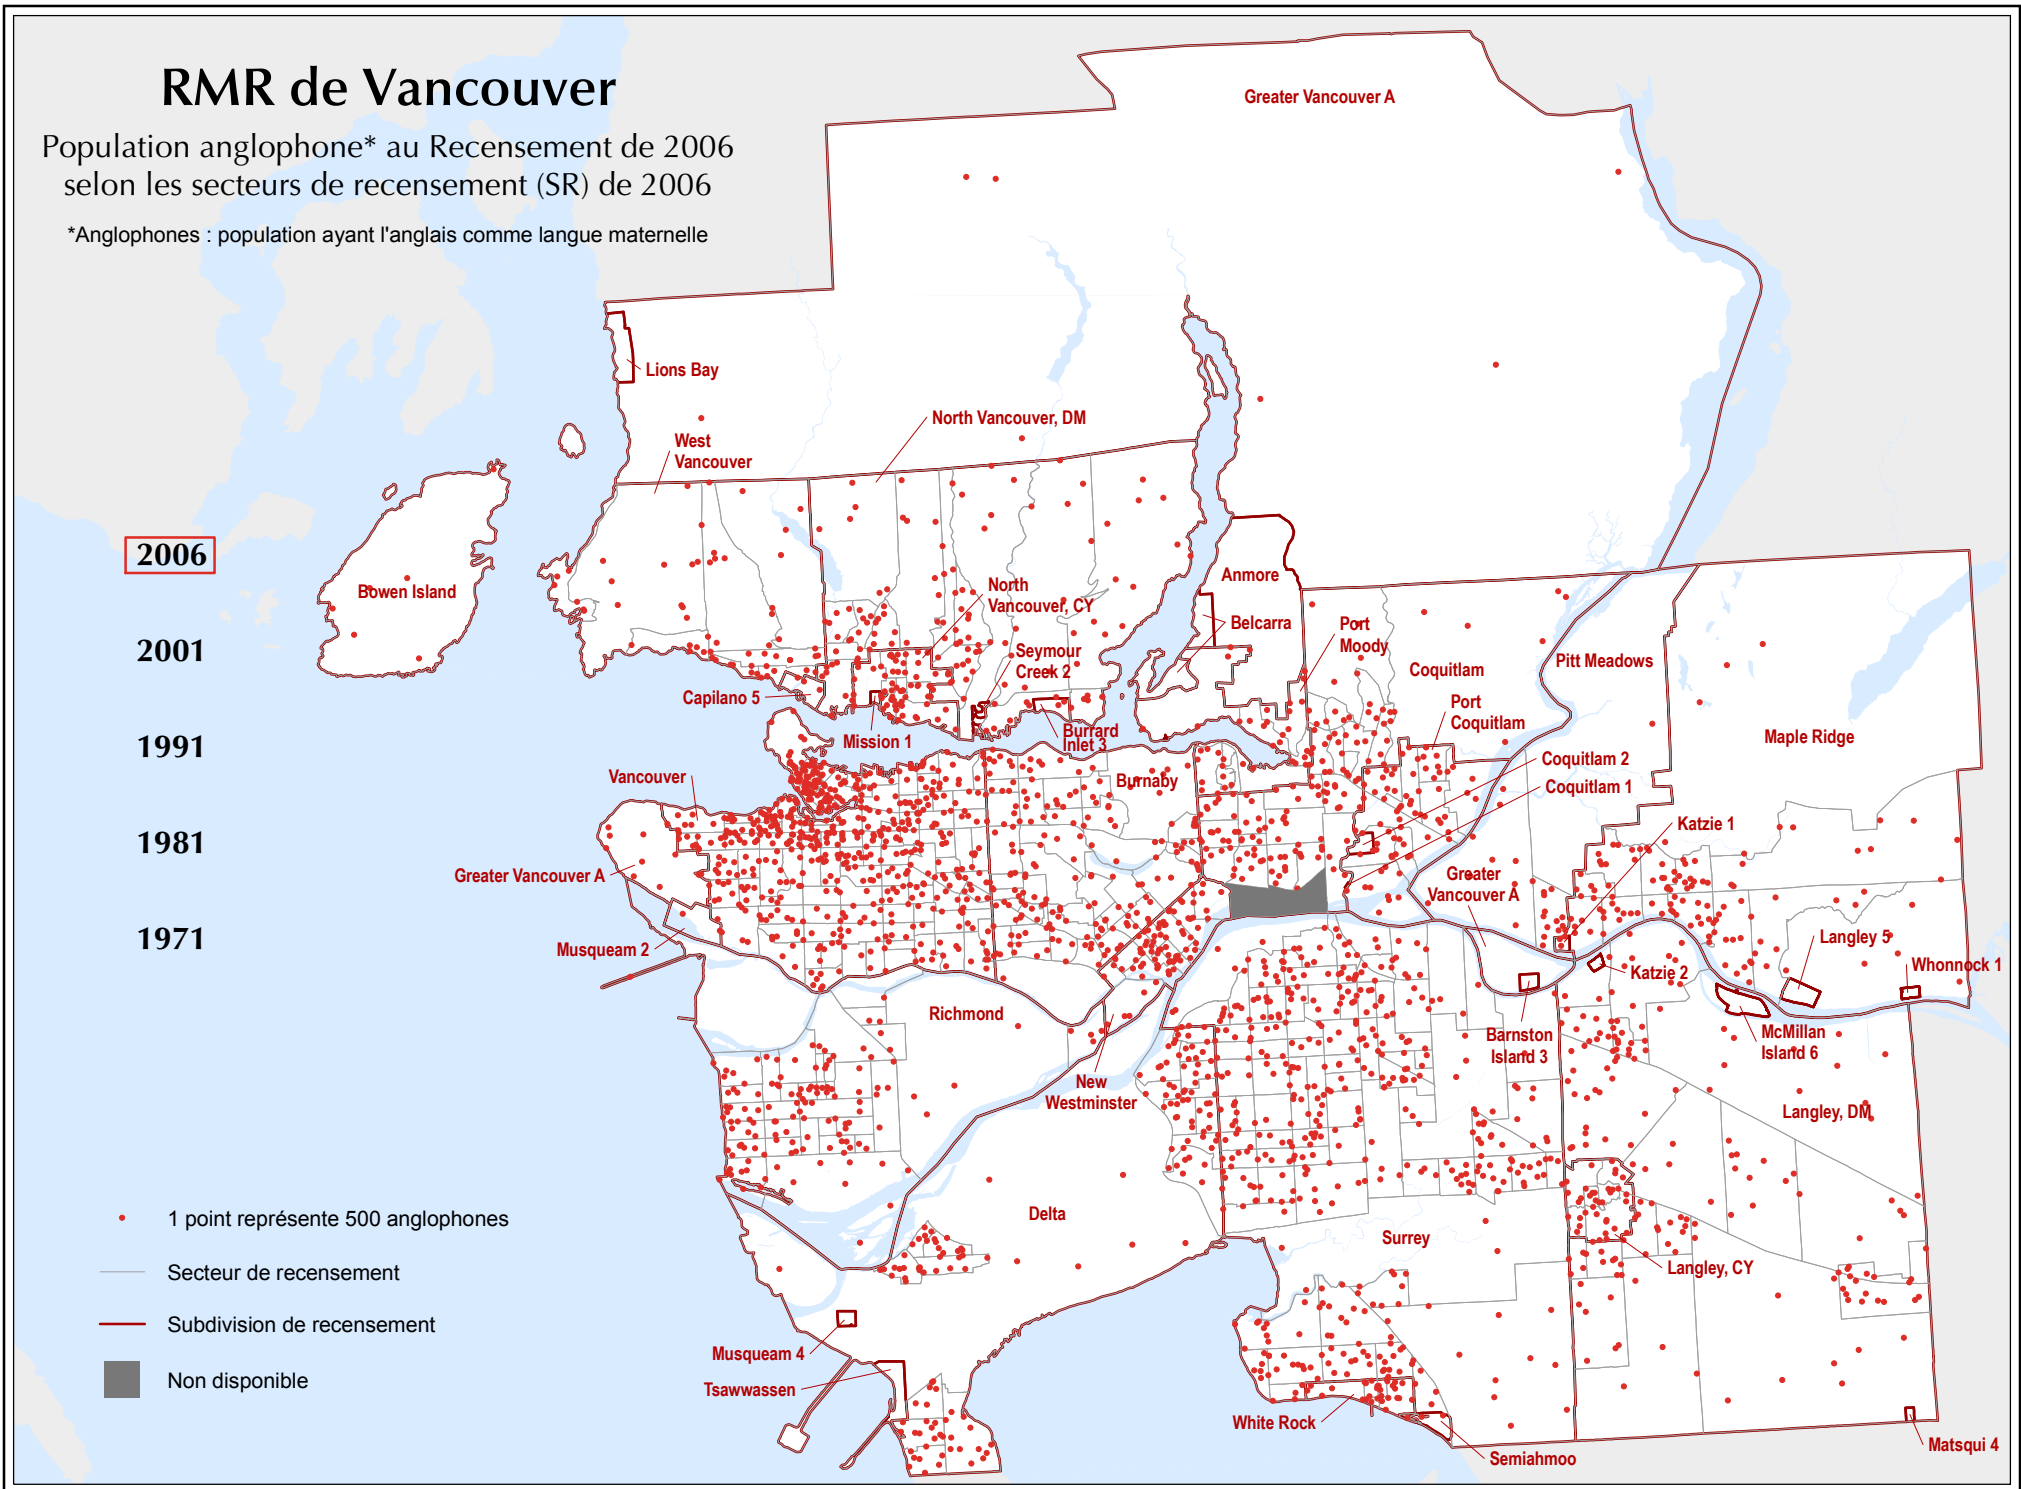 RMR de Vancouver
Population anglophone* au Recensement de 2006
selon les secteurs de recensement (SR) de 2006
*Anglophones : population ayant l'anglais comme langue maternelle
Greater Vancouver A
Lions Bay
North Vancouver, DM
West
Vancouver
2006
Bowen Island
Anmore
North
Vancouver, CY
Belcarra
Port
Moody
2001
Seymour
Creek 2
Coquitlam
Pitt Meadows
Capilano 5
Port
Coquitlam
Mission 1
Burrard
Inlet 3
1991
Maple Ridge
Vancouver
Burnaby
Coquitlam 2
Coquitlam 1
Katzie 1
1981
Greater Vancouver A
Greater
Vancouver A
1971
Musqueam 2
Langley 5
Katzie 2
Whonnock 1
Richmond
Barnston
Island 3
McMillan
Island 6
New
Westminster
Langley, DM
1 point représente 500 anglophones
Delta
Surrey
Secteur de recensement
Langley, CY
Subdivision de recensement
Musqueam 4
Non disponible
Tsawwassen
White Rock
Semiahmoo
Matsqui 4